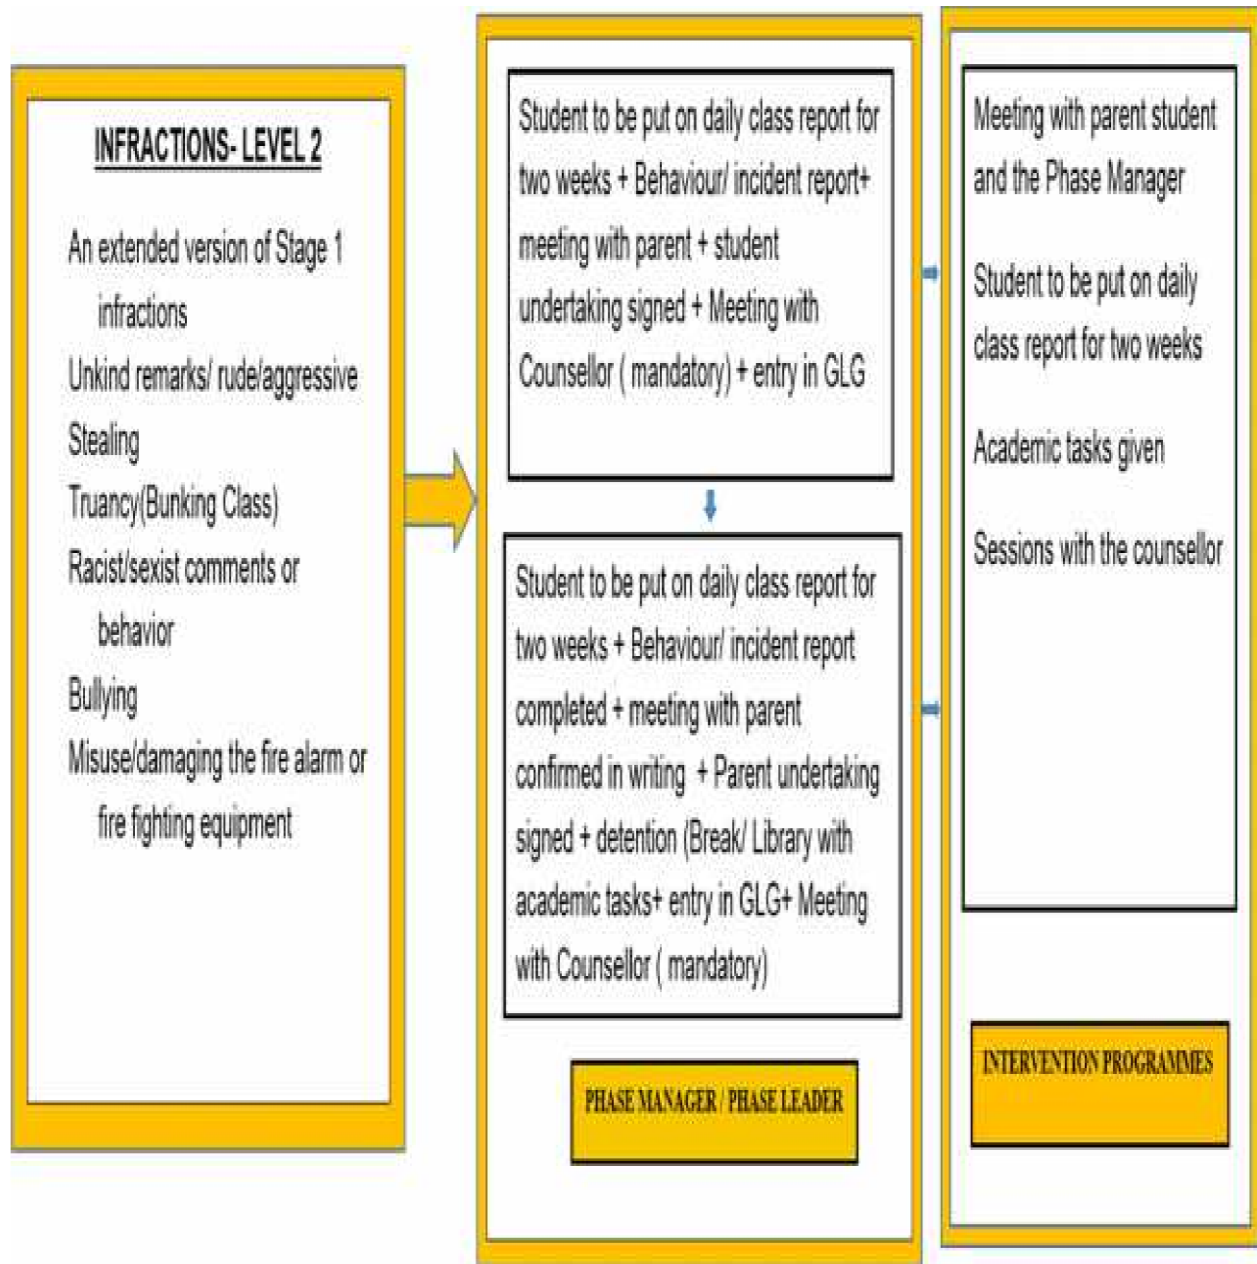 INFRACTIONS- LEVEL 2
An extended version of Stage 1
infractions
Unkind remarks/ rude/aggressive
Stealing
Truancy(Bunking Class)
Racist/sexist comments or
behavior
Bullying
Misuse/damaging the fire alarm or
fire fighting equipment
Student to be put on daily class report for
two weeks + Behaviour/ incident report+
meeting with parent + student
undertaking signed + Meeting with
Counsellor ( mandatory) + entry in GLG
Student to be put on daily class report for
two weeks + Behaviour/ incident report
completed + meeting with parent
confirmed in writing + Parent undertaking
signed + detention (Break/ Library with
academic tasks+ entry in GLG+ Meeting
with Counsellor ( mandatory)
PHASE MANAGER / PHASE LEADER
Meeting with parent student
and the Phase Manager
Student to be put on daily
class report for two weeks
Academic tasks given
Sessions with the counsellor
INTERVENTION PROGRAMMES